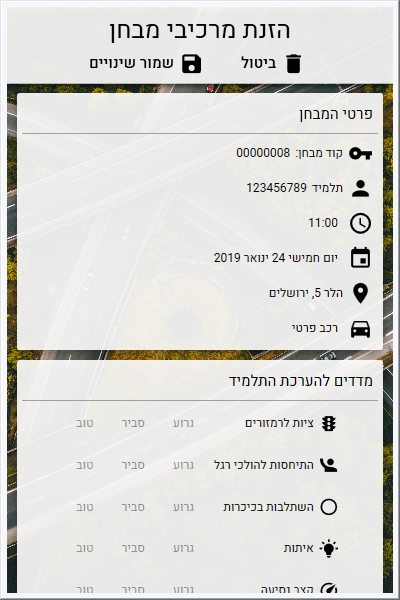 הזנת מרכיבי מבחן
ביטול שמור שינויים
פרטי המבחן
קוד מבחן: 00000008
תלמיד 123456789
11:00
יום חמישי 24 ינואר 2019
הלר 5, ירושלים
רכב פרטי
מדדים להערכת התלמיד
ציות לרמזורים גרוע סביר טוב
התיחסות להולכי רגל גרוע סביר טוב
השתלבות בכיכרות גרוע סביר טוב
איתות גרוע סביר טוב
קצב נסיעה גרוע סביר טוב